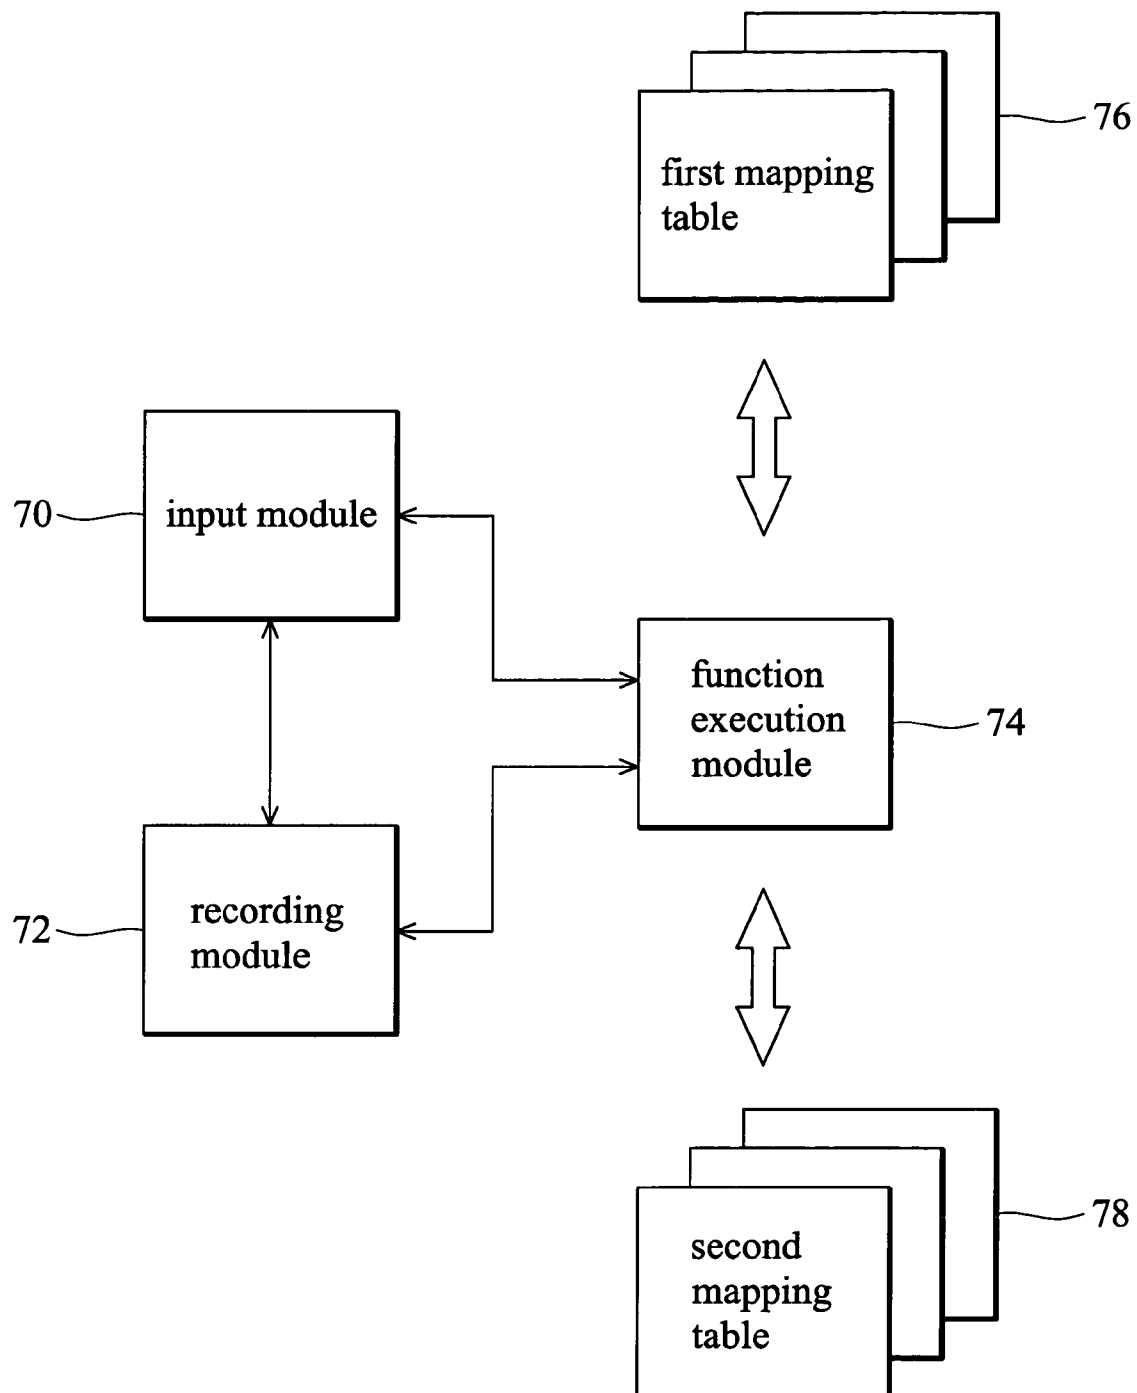 first mapping
table
76
70
input module
function
execution
module
74
72
recording
module
second
mapping
table
78